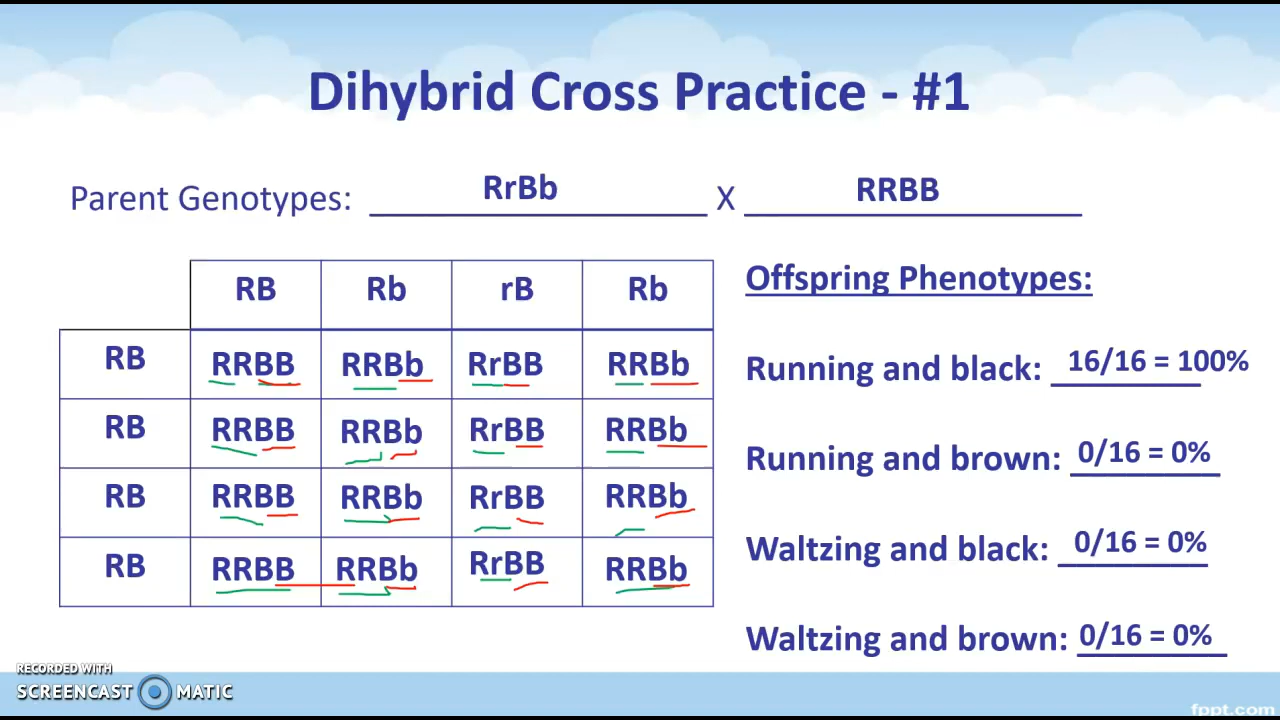 Dihybrid Cross Practice - #1
Parent Genotypes: RrBb X RRBB
RB Rb rB Rb
RB RRBB RRBb RrBB RRBb
RB RRBB RRBb RrBB RRBb
RB RRBB RRBb RrBB RRBb
RB RRBB RRBb RrBB RRBb
Offspring Phenotypes:
Running and black: 16/16 = 100%
Running and brown: 0/16 = 0%
Waltzing and black: 0/16 = 0%
Waltzing and brown: 0/16 = 0%
RECORDED WITH
SCREENCAST MATIC
fppt.com